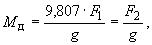 Mд = 9,807 · F1 / g = F2 / g ,